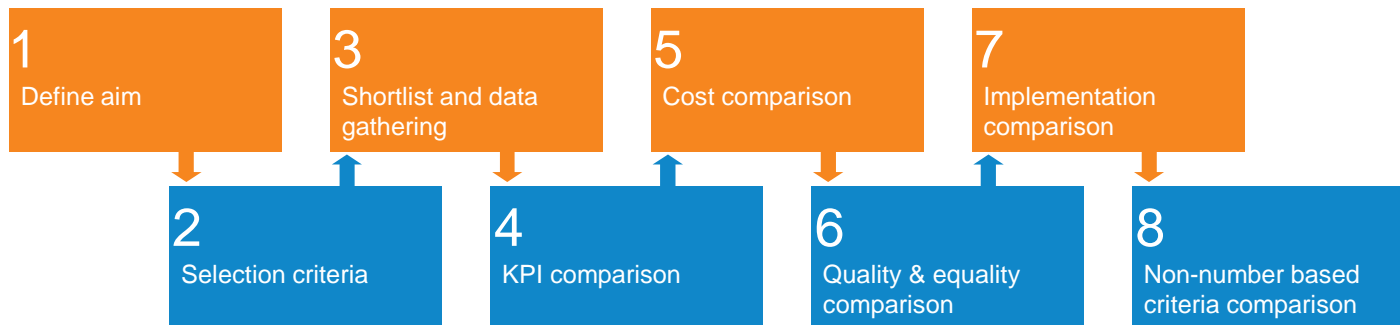 1
Define aim
2
Selection criteria
3
Shortlist and data
gathering
4
KPI comparison
5
Cost comparison
6
Quality & equality
comparison
7
Implementation
comparison
8
Non-number based
criteria comparison